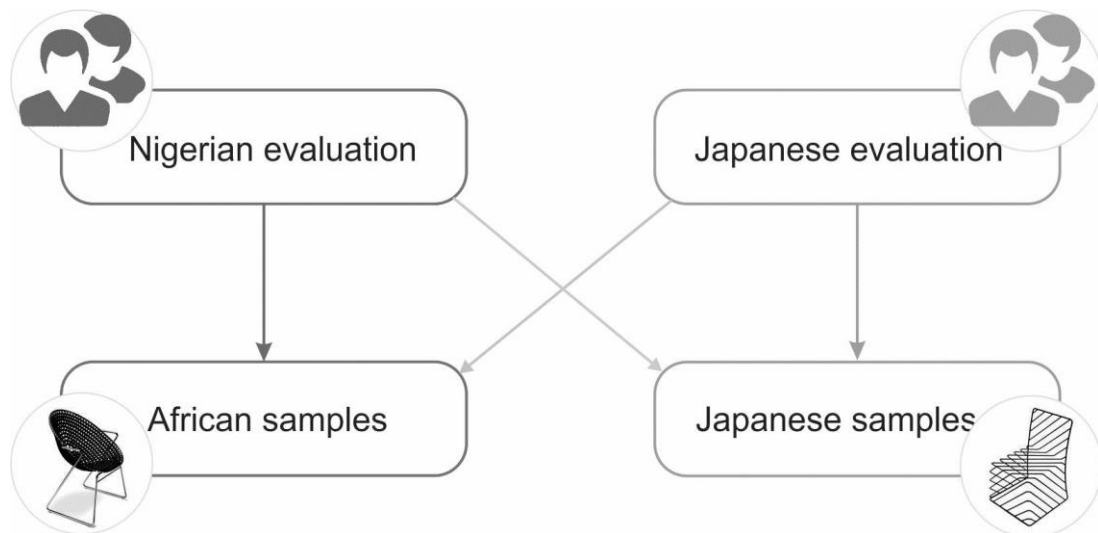 Nigerian evaluation
Japanese evaluation
African samples
Japanese samples